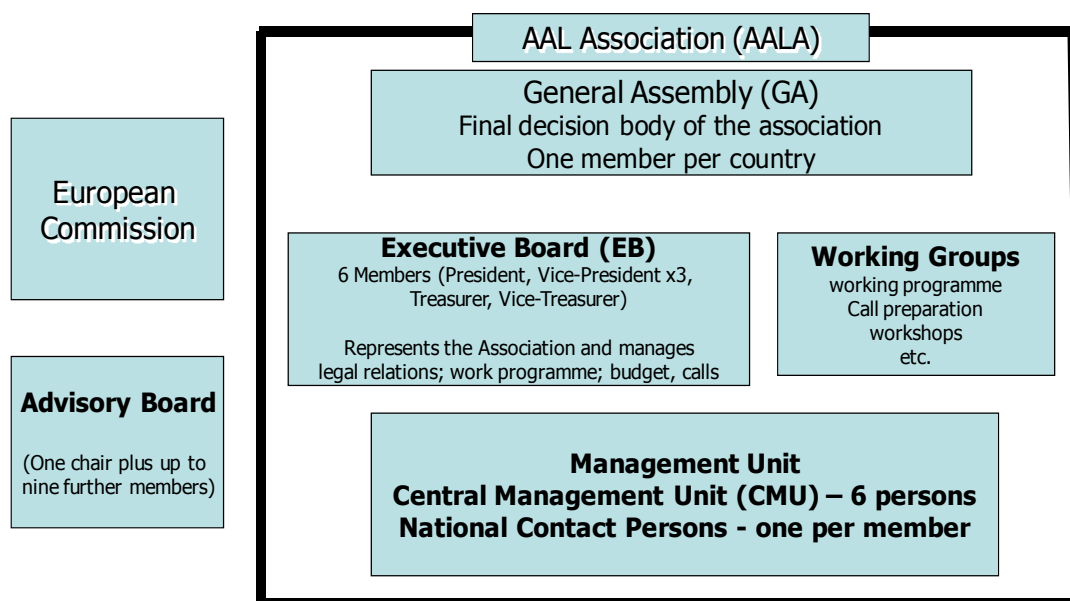 AAL Association (AALA)
General Assembly (GA)
Final decision body of the association
One member per country
European
Commission
Executive Board (EB)
6 Members (President, Vice-President x3,
Treasurer, Vice-Treasurer)
Represents the Association and manages
legal relations; work programme; budget, calls
Working Groups
working programme
Call preparation
workshops
etc.
Advisory Board
(One chair plus up to
nine further members)
Management Unit
Central Management Unit (CMU) – 6 persons
National Contact Persons - one per member